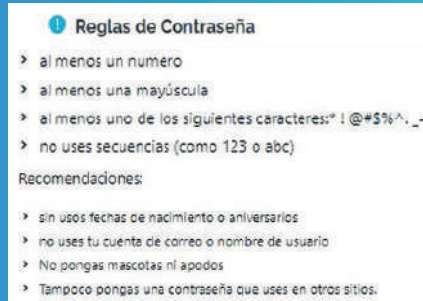 Reglas de Contraseña
al menos un numero
al menos una mayúscula
al menos uno de los siguientes caracteres:* ! @#$%^. _-
no uses secuencias (como 123 o abc)
Recomendaciones:
sin usos fechas de nacimiento o aniversarios
no uses tu cuenta de correo o nombre de usuario
No pongas mascotas ni apodos
Tampoco pongas una contraseña que uses en otros sitios.